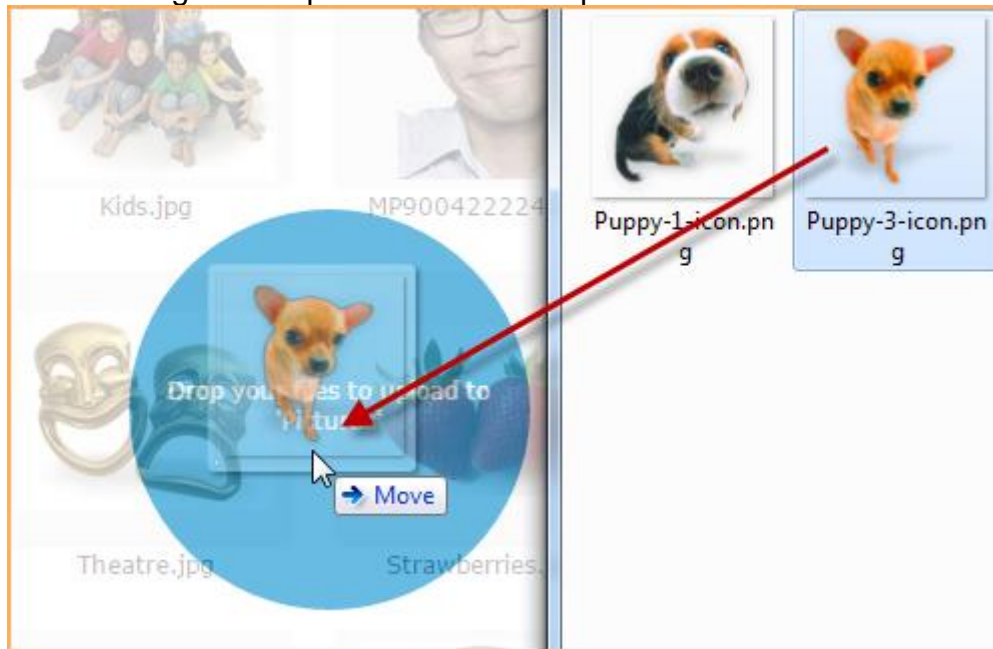 Kids.jpg
MP900422224
Puppy-1-icon.pn
g
Puppy-3-icon.pn
g
Drop your files to upload to
Move
Theatre.jpg
Strawberries.